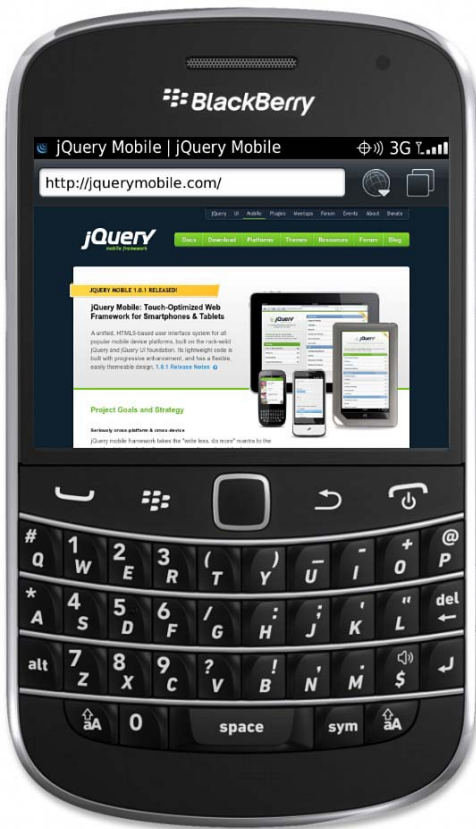 BlackBerry
jQuery Mobile | jQuery Mobile 3G
http://jquerymobile.com/
jQuery UI Mobile Plugins Meetups Forum Events About Donate
jQuery
mobile framework
Docs Download Platforms Themes Resources Forum Blog
JQUERY MOBILE 1.0.1 RELEASED!
jQuery Mobile: Touch-Optimized Web
Framework for Smartphones & Tablets
A unified, HTML5-based user interface system for all
popular mobile device platforms, built on the rock-solid
jQuery and jQuery UI foundation. Its lightweight code is
built with progressive enhancement, and has a flexible,
easily themeable design. 1.0.1 Release Notes
Project Goals and Strategy
Seriously cross-platform & cross-device
jQuery mobile framework takes the "write less, do more" mantra to the
# 1 2 3 ( ) _ - + @
Q W E R T Y U I O P
* 4 5 6 / : ; ' " del
A S D F G H J K L
alt 7 8 9 ? ! , . $
Z X C V B N M
aA 0 space sym aA